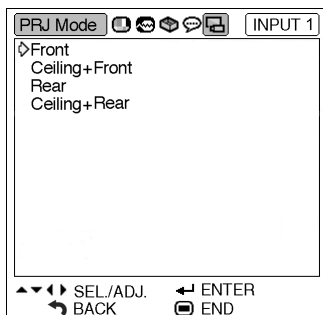 PRJ Mode INPUT 1
Front
Ceiling+Front
Rear
Ceiling+Rear
SEL./ADJ. ENTER
BACK END